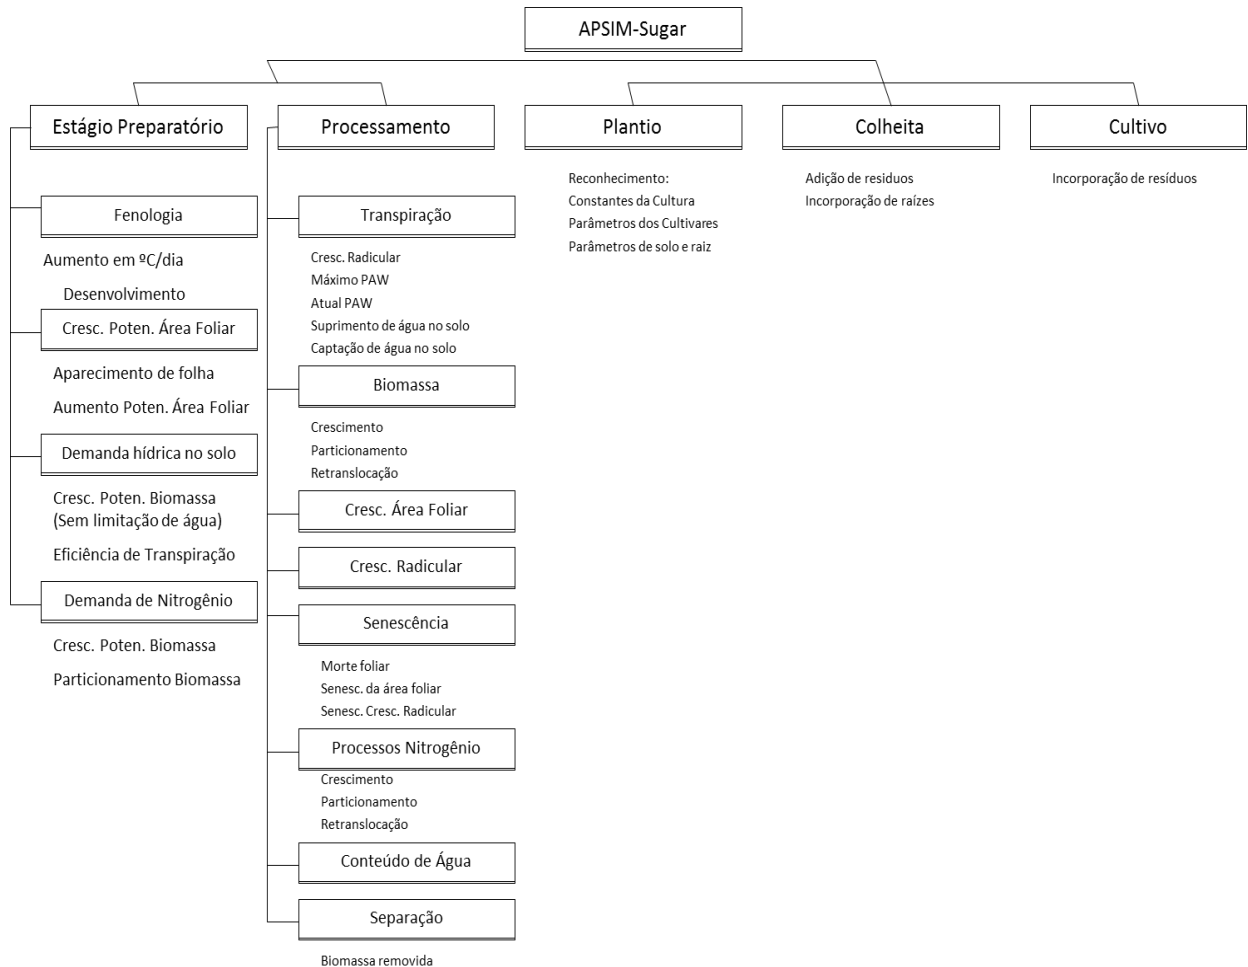 APSIM-Sugar
Estágio Preparatório
Processamento
Plantio
Colheita
Cultivo
Fenologia
Aumento em ºC/dia
Desenvolvimento
Cresc. Poten. Área Foliar
Aparecimento de folha
Aumento Poten. Área Foliar
Demanda hídrica no solo
Cresc. Poten. Biomassa
(Sem limitação de água)
Eficiência de Transpiração
Demanda de Nitrogênio
Cresc. Poten. Biomassa
Particionamento Biomassa
Transpiração
Cresc. Radicular
Máximo PAW
Atual PAW
Suprimento de água no solo
Captação de água no solo
Biomassa
Crescimento
Particionamento
Retranslocação
Cresc. Área Foliar
Cresc. Radicular
Senescência
Morte foliar
Senesc. da área foliar
Senesc. Cresc. Radicular
Processos Nitrogênio
Crescimento
Particionamento
Retranslocação
Conteúdo de Água
Separação
Biomassa removida
Reconhecimento:
Constantes da Cultura
Parâmetros dos Cultivares
Parâmetros de solo e raiz
Adição de residuos
Incorporação de raízes
Incorporação de resíduos